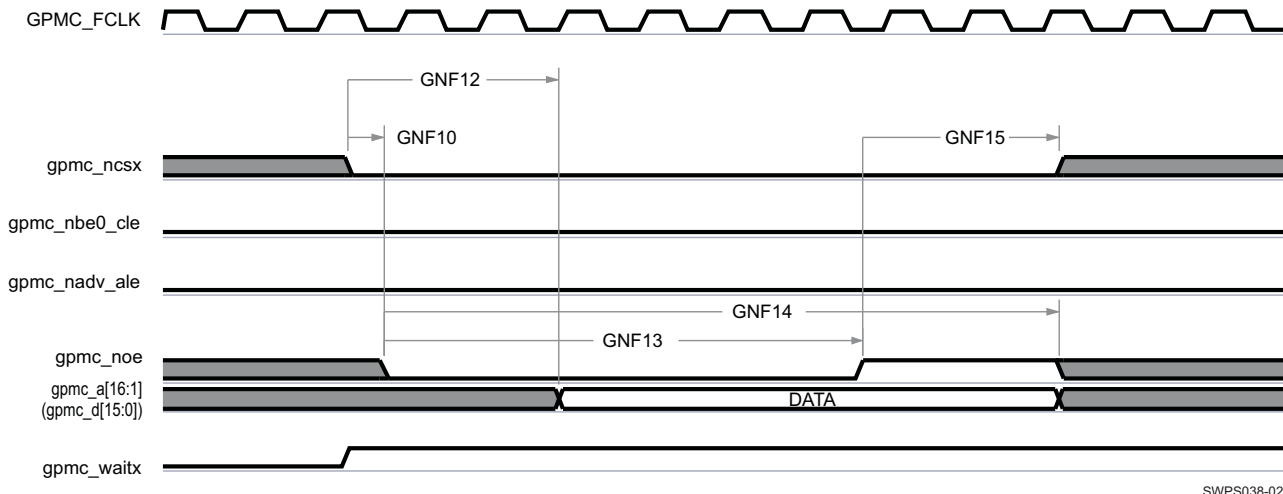 GPMC_FCLK
GNF12
GNF10
GNF15
gpmc_ncsx
gpmc_nbe0_cle
gpmc_nadv_ale
GNF14
GNF13
gpmc_noe
gpmc_a[16:1]
(gpmc_d[15:0])
DATA
gpmc_waitx
SWPS038-02